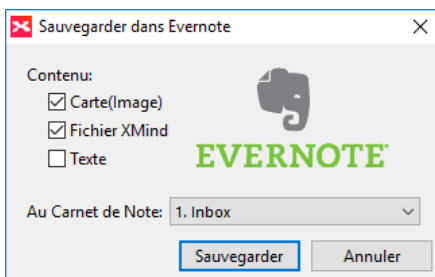 Sauvegarder dans Evernote
Contenu:
Carte(Image)
Fichier XMind
Texte
EVERNOTE
Au Carnet de Note: 1. Inbox
Sauvegarder Annuler